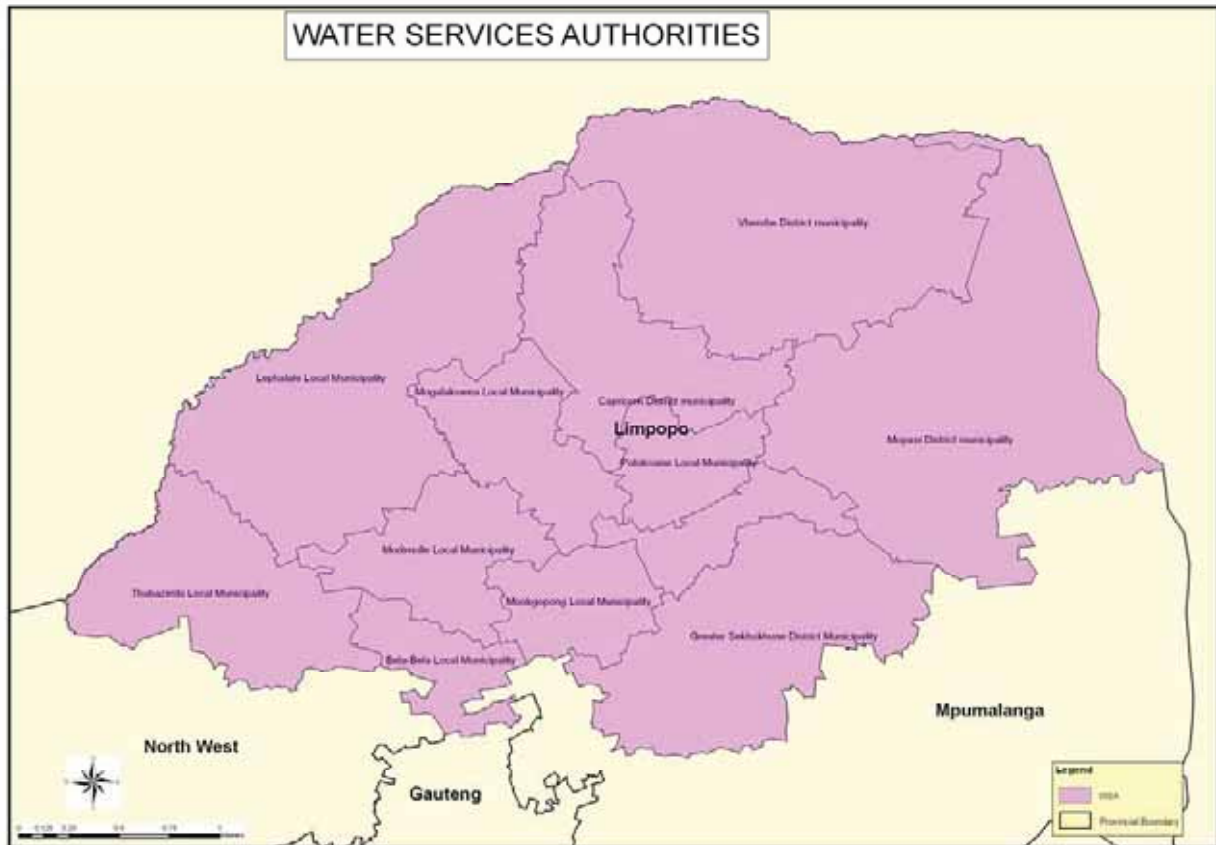 WATER SERVICES AUTHORITIES
Vhembe District municipality
Lephalale Local Municipality
Mogalakwena Local Municipality
Capricorn District municipality
Limpopo
Mopani District municipality
Polokwane Local Municipality
Modimolle Local Municipality
Thabazimbi Local Municipality
Mookgopong Local Municipality
Greater Sekhukhune District Municipality
Bela-Bela Local Municipality
Mpumalanga
North West
Gauteng
Legend
WSA
Provincial Boundary